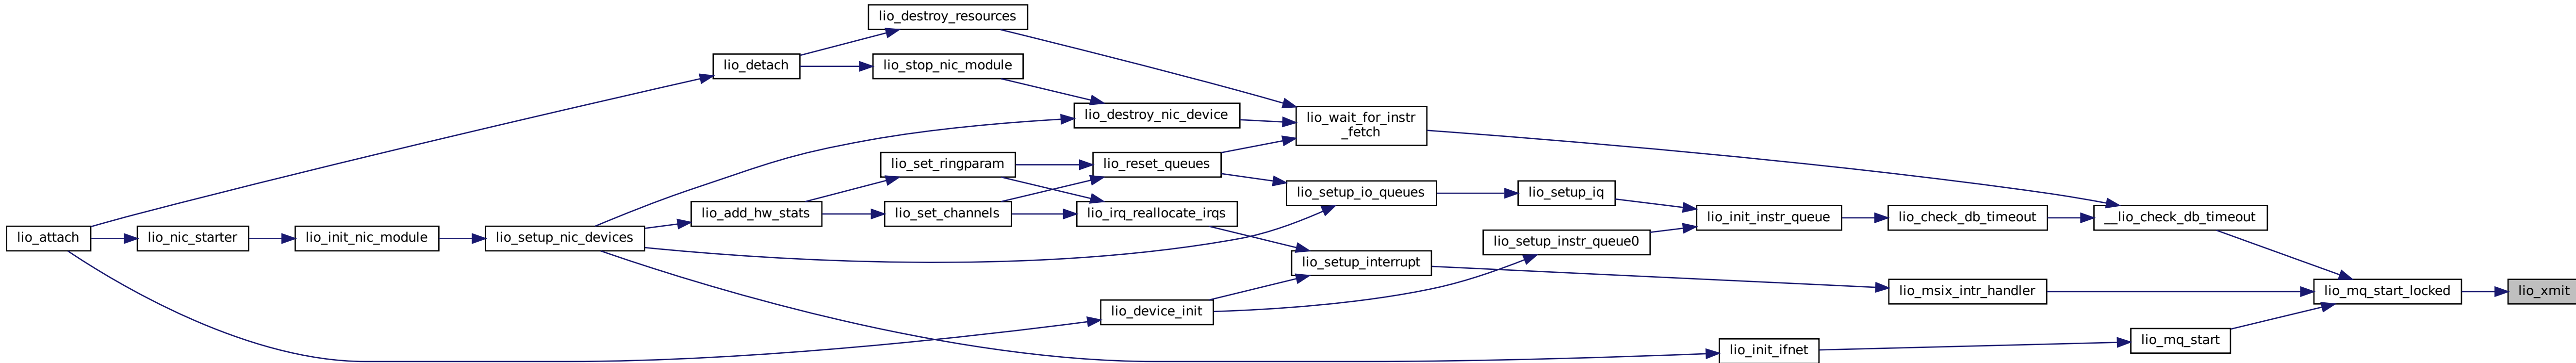 lio_destroy_resources
lio_detach
lio_stop_nic_module
lio_destroy_nic_device
lio_wait_for_instr
_fetch
lio_set_ringparam
lio_reset_queues
lio_setup_io_queues
lio_setup_iq
lio_add_hw_stats
lio_set_channels
lio_irq_reallocate_irqs
lio_init_instr_queue
lio_check_db_timeout
__lio_check_db_timeout
lio_attach
lio_nic_starter
lio_init_nic_module
lio_setup_nic_devices
lio_setup_instr_queue0
lio_setup_interrupt
lio_msix_intr_handler
lio_mq_start_locked
lio_xmit
lio_device_init
lio_mq_start
lio_init_ifnet